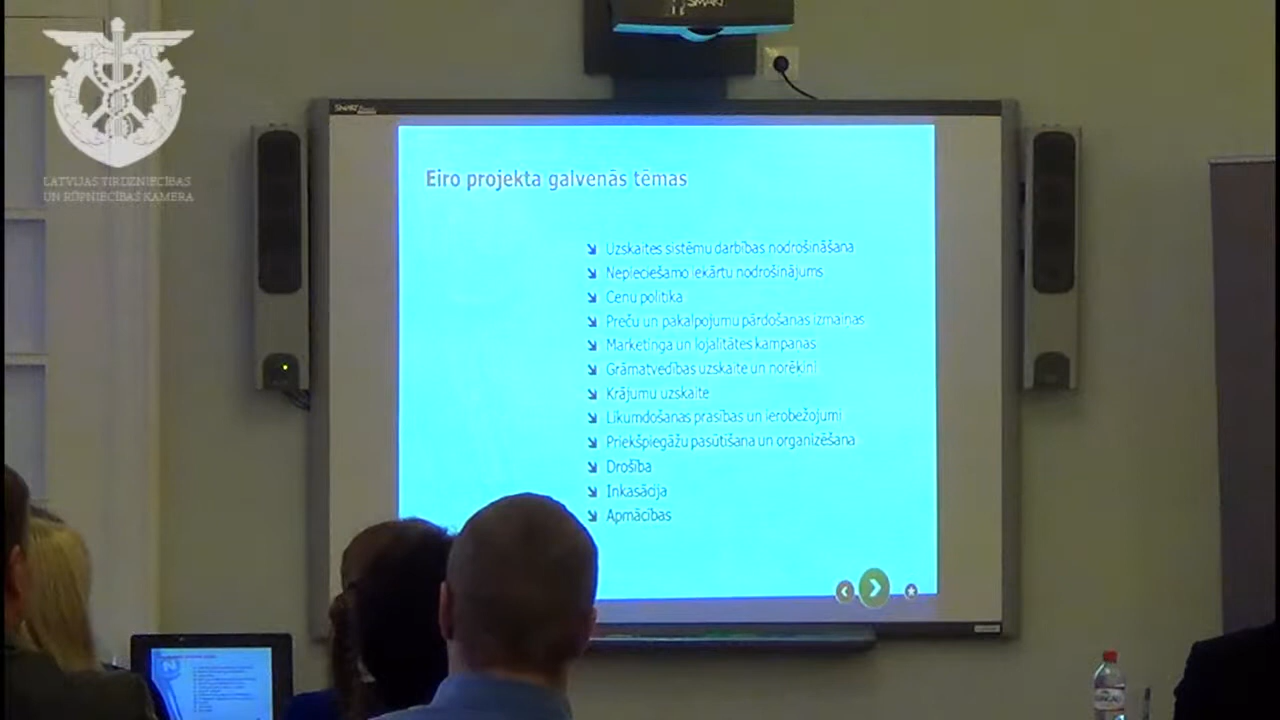 SMART
SMART
LATVIJAS TIRDZNIECĪBAS
UN RŪPNIECĪBAS KAMERA
Eiro projekta galvenās tēmas
Uzskaites sistēmu darbības nodrošināšana
Nepieciešamo iekārtu nodrošinājums
Cenu politika
Preču un pakalpojumu pārdošanas izmaiņas
Mārketinga un lojalitātes kampaņas
Grāmatvedības uzskaite un norēķini
Krājumu uzskaite
Likumdošanas prasības un ierobežojumi
Priekšpiegāžu pasūtīšana un organizēšana
Drošība
Inkasācija
Apmācības